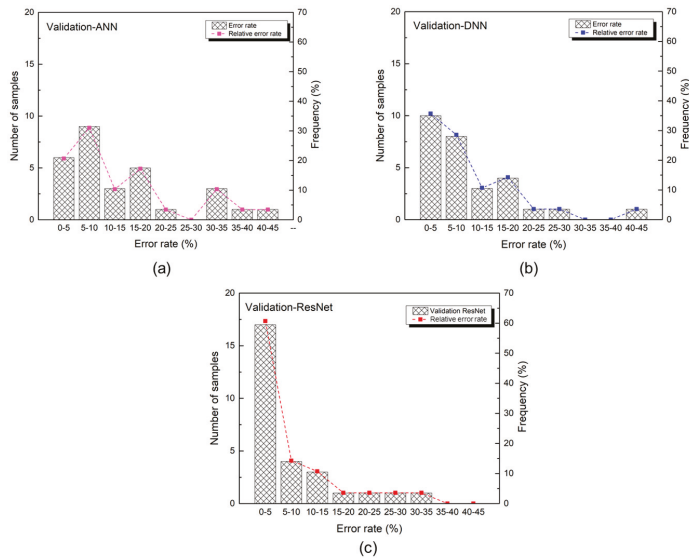 Validation-ANN
Error rate
Relative error rate
20
15
10
5
0
Number of samples
70
60
50
40
30
20
10
0
Frequency (%)
0-5 5-10 10-15 15-20 20-25 25-30 30-35 35-40 40-45 --
Error rate (%)
(a)
Validation-DNN
Error rate
Relative error rate
20
15
10
5
0
Number of samples
70
60
50
40
30
20
10
0
Frequency (%)
0-5 5-10 10-15 15-20 20-25 25-30 30-35 35-40 40-45
Error rate (%)
(b)
Validation-ResNet
Validation ResNet
Relative error rate
20
15
10
5
0
Number of samples
70
60
50
40
30
20
10
0
Frequency (%)
0-5 5-10 10-15 15-20 20-25 25-30 30-35 35-40 40-45
Error rate (%)
(c)